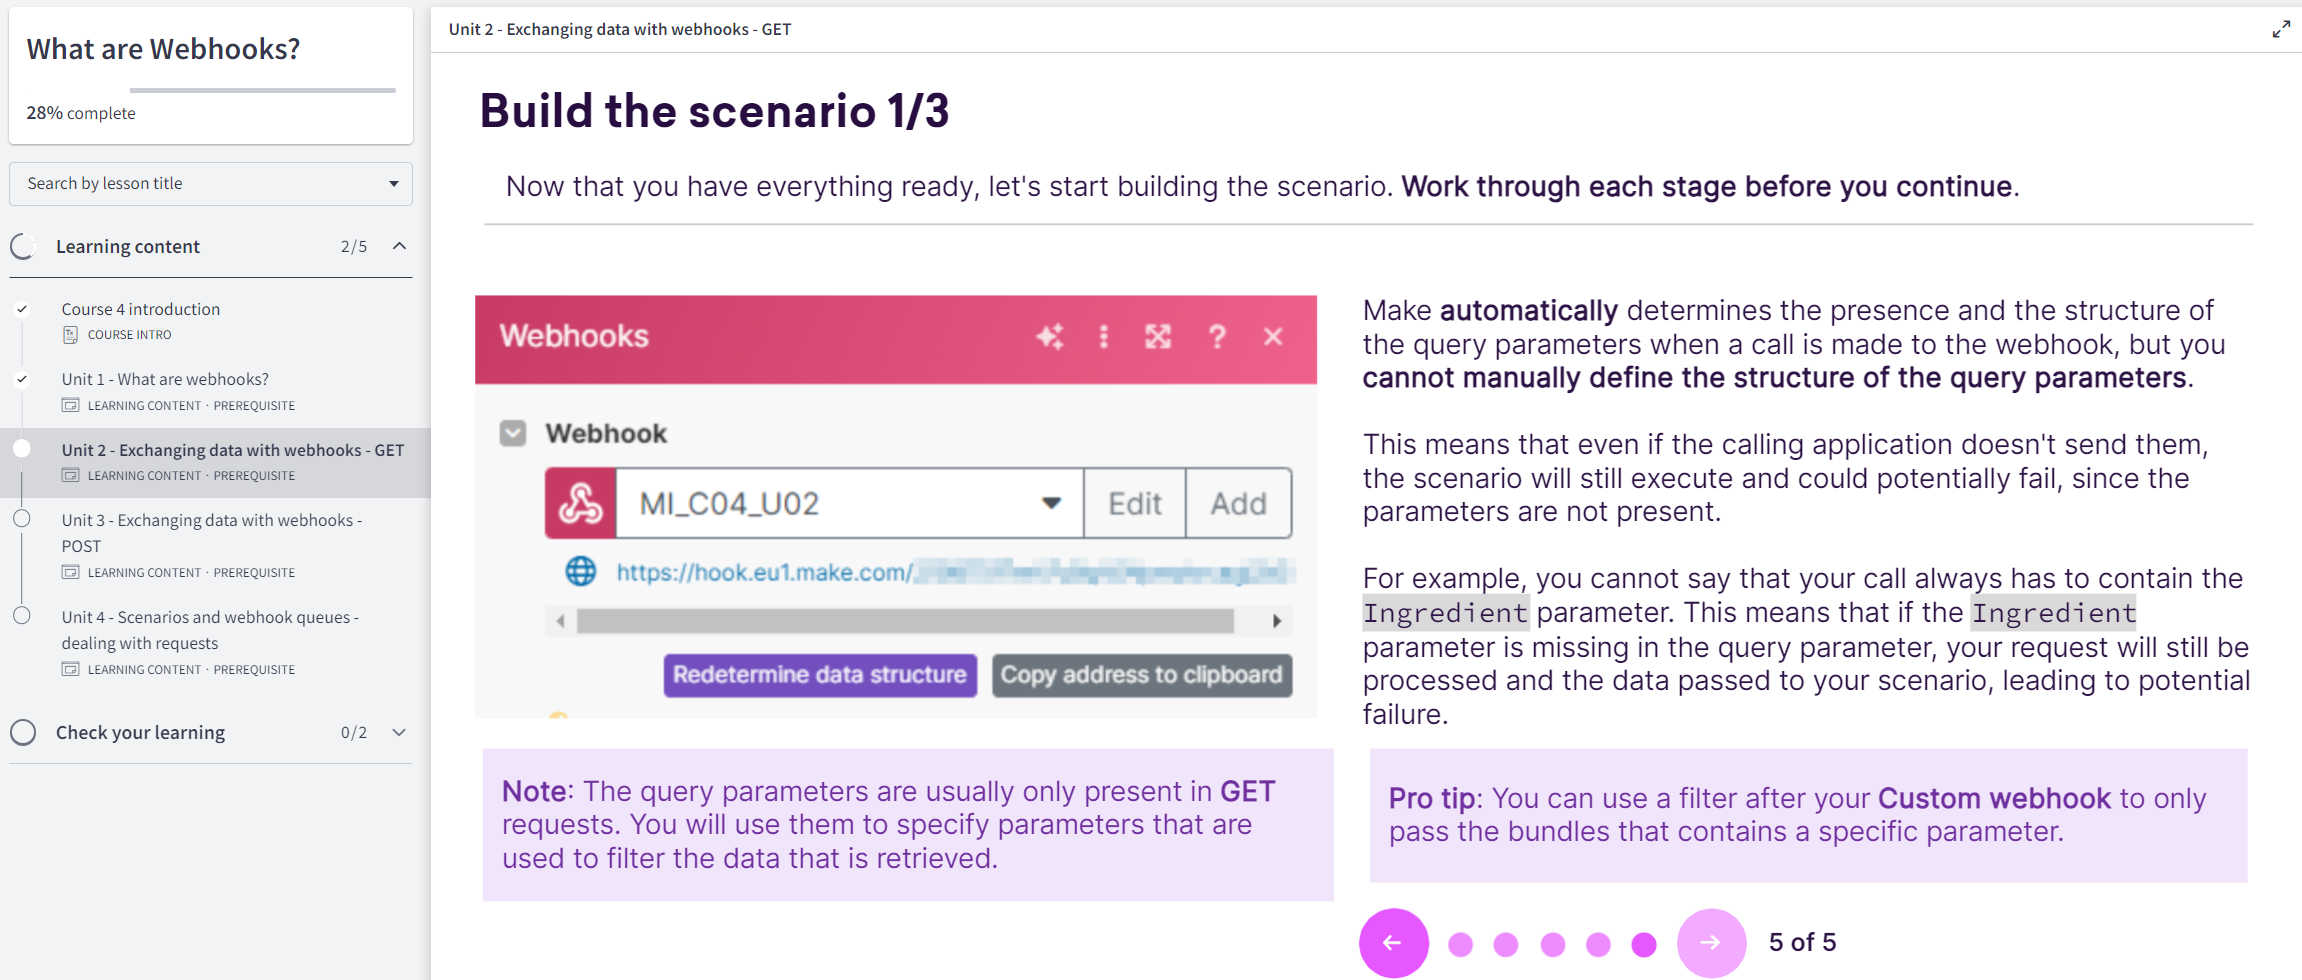 What are Webhooks?
28% complete
Search by lesson title
Learning content 2/5
Course 4 introduction
COURSE INTRO
Unit 1 - What are webhooks?
LEARNING CONTENT · PREREQUISITE
Unit 2 - Exchanging data with webhooks - GET
LEARNING CONTENT · PREREQUISITE
Unit 3 - Exchanging data with webhooks -
POST
LEARNING CONTENT · PREREQUISITE
Unit 4 - Scenarios and webhook queues -
dealing with requests
LEARNING CONTENT · PREREQUISITE
Check your learning 0/2
Unit 2 - Exchanging data with webhooks - GET
Build the scenario 1/3
Now that you have everything ready, let's start building the scenario. Work through each stage before you continue.
Webhooks ?
Webhook
MI_C04_U02 Edit Add
https://hook.eu1.make.com/
Redetermine data structure Copy address to clipboard
Note: The query parameters are usually only present in GET
requests. You will use them to specify parameters that are
used to filter the data that is retrieved.
Make automatically determines the presence and the structure of
the query parameters when a call is made to the webhook, but you
cannot manually define the structure of the query parameters.
This means that even if the calling application doesn't send them,
the scenario will still execute and could potentially fail, since the
parameters are not present.
For example, you cannot say that your call always has to contain the
Ingredient parameter. This means that if the Ingredient
parameter is missing in the query parameter, your request will still be
processed and the data passed to your scenario, leading to potential
failure.
Pro tip: You can use a filter after your Custom webhook to only
pass the bundles that contains a specific parameter.
5 of 5